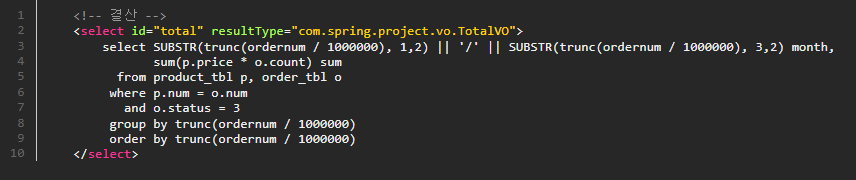 1 <!-- 결산 -->
2 <select id="total" resultType="com.spring.project.vo.TotalVO">
3 select SUBSTR(trunc(ordernum / 1000000), 1,2) || '/' || SUBSTR(trunc(ordernum / 1000000), 3,2) month,
4 sum(p.price * o.count) sum
5 from product_tbl p, order_tbl o
6 where p.num = o.num
7 and o.status = 3
8 group by trunc(ordernum / 1000000)
9 order by trunc(ordernum / 1000000)
10 </select>